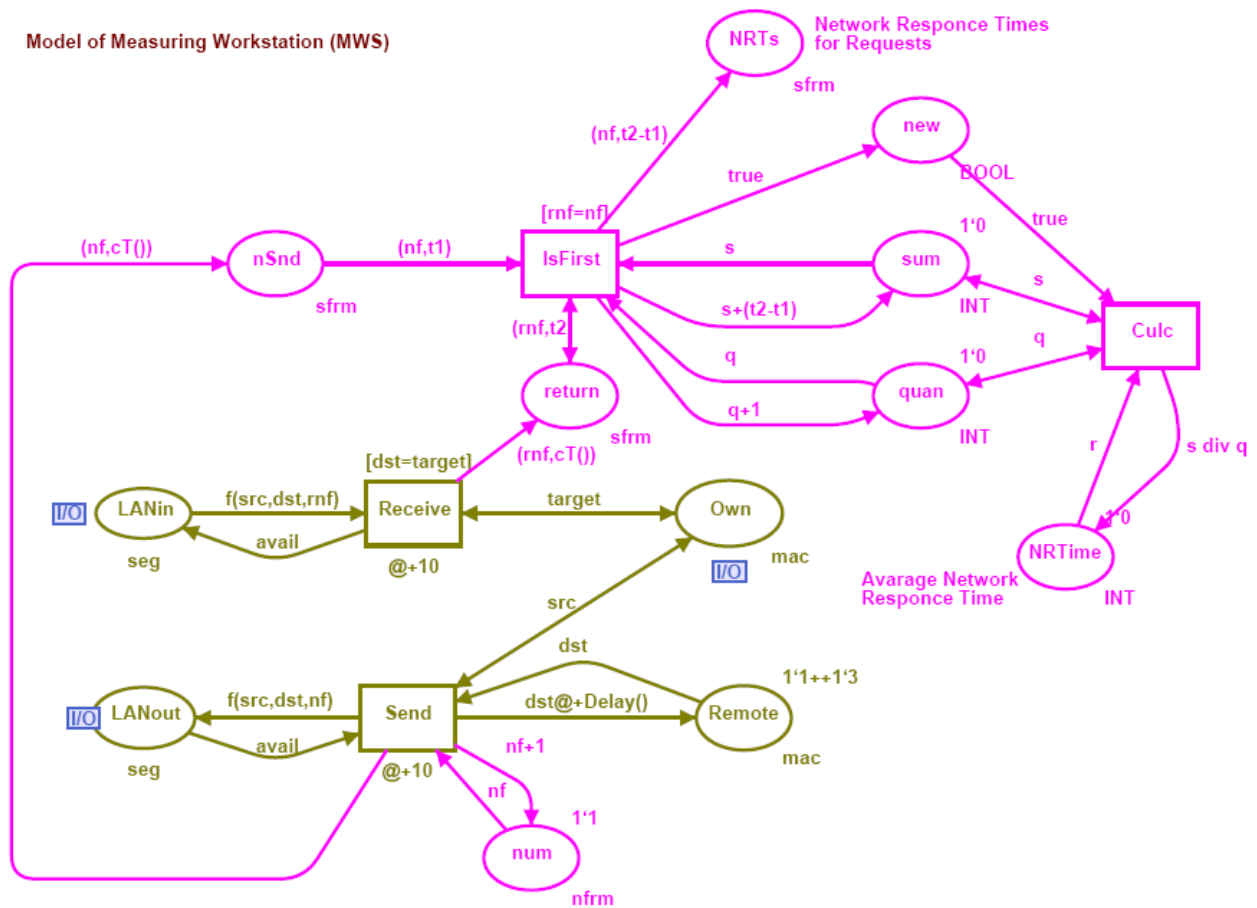 Model of Measuring Workstation (MWS)
NRTs
Network Responce Times
for Requests
sfrm
(nf,t2-t1)
new
BOOL
true
true
[rnf=nf]
(nf,cT())
nSnd
sfrm
(nf,t1)
IsFirst
s
sum
1`0
INT
s
s+(t2-t1)
Culc
(rnf,t2
q
quan
1`0
INT
q
q+1
return
sfrm
(rnf,cT())
r
s div q
[dst=target]
I/O
LANin
seg
f(src,dst,rnf)
avail
Receive
@+10
target
Own
mac
I/O
1`0
NRTime
INT
Avarage Network
Responce Time
src
dst
I/O
LANout
seg
f(src,dst,nf)
avail
Send
@+10
dst@+Delay()
Remote
1`1++1`3
mac
nf+1
nf
1`1
num
nfrm